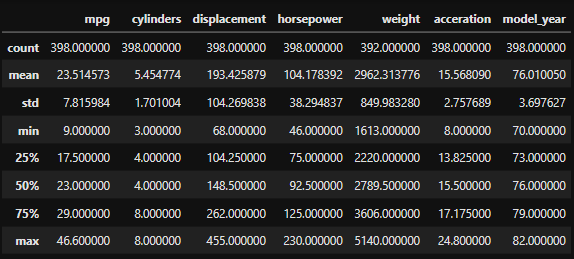 mpg cylinders displacement horsepower weight acceration model_year
count 398.000000 398.000000 398.000000 398.000000 392.000000 398.000000 398.000000
mean 23.514573 5.454774 193.425879 104.178392 2962.313776 15.568090 76.010050
std 7.815984 1.701004 104.269838 38.294837 849.983280 2.757689 3.697627
min 9.000000 3.000000 68.000000 46.000000 1613.000000 8.000000 70.000000
25% 17.500000 4.000000 104.250000 75.000000 2220.000000 13.825000 73.000000
50% 23.000000 4.000000 148.500000 92.500000 2789.500000 15.500000 76.000000
75% 29.000000 8.000000 262.000000 125.000000 3606.000000 17.175000 79.000000
max 46.600000 8.000000 455.000000 230.000000 5140.000000 24.800000 82.000000